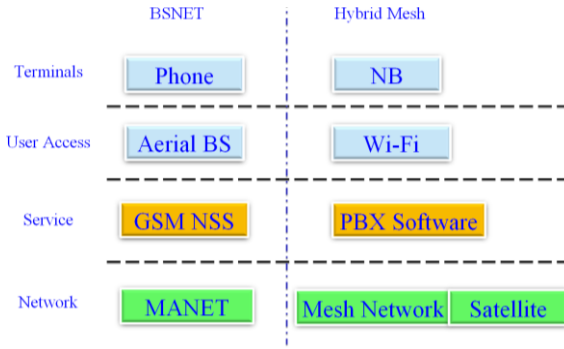 BSNET Hybrid Mesh
Terminals Phone NB
User Access Aerial BS Wi-Fi
Service GSM NSS PBX Software
Network MANET Mesh Network Satellite